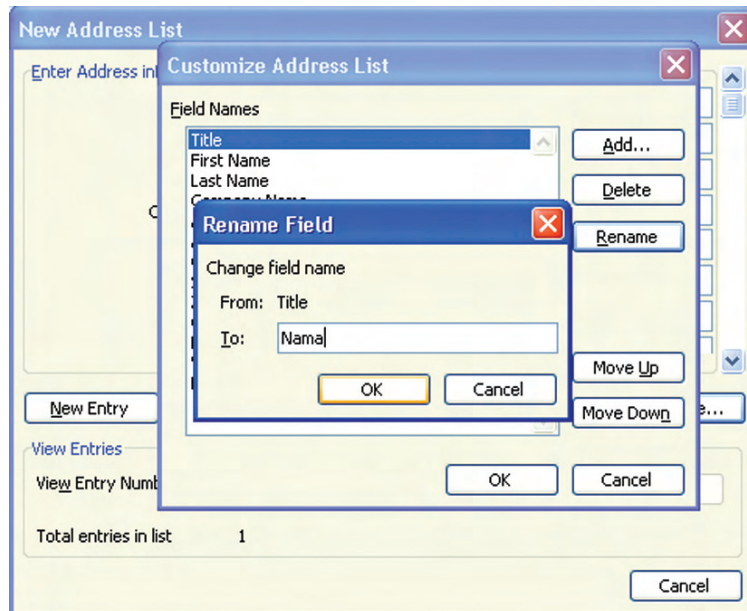 New Address List
Enter Address in
Customize Address List
Field Names
Title
First Name
Last Name
Company Name
Add...
Delete
Rename
Rename Field
Change field name
From: Title
To: Nama
OK Cancel
Move Up
Move Down
OK Cancel
New Entry
View Entries
View Entry Numb
Total entries in list 1
Cancel